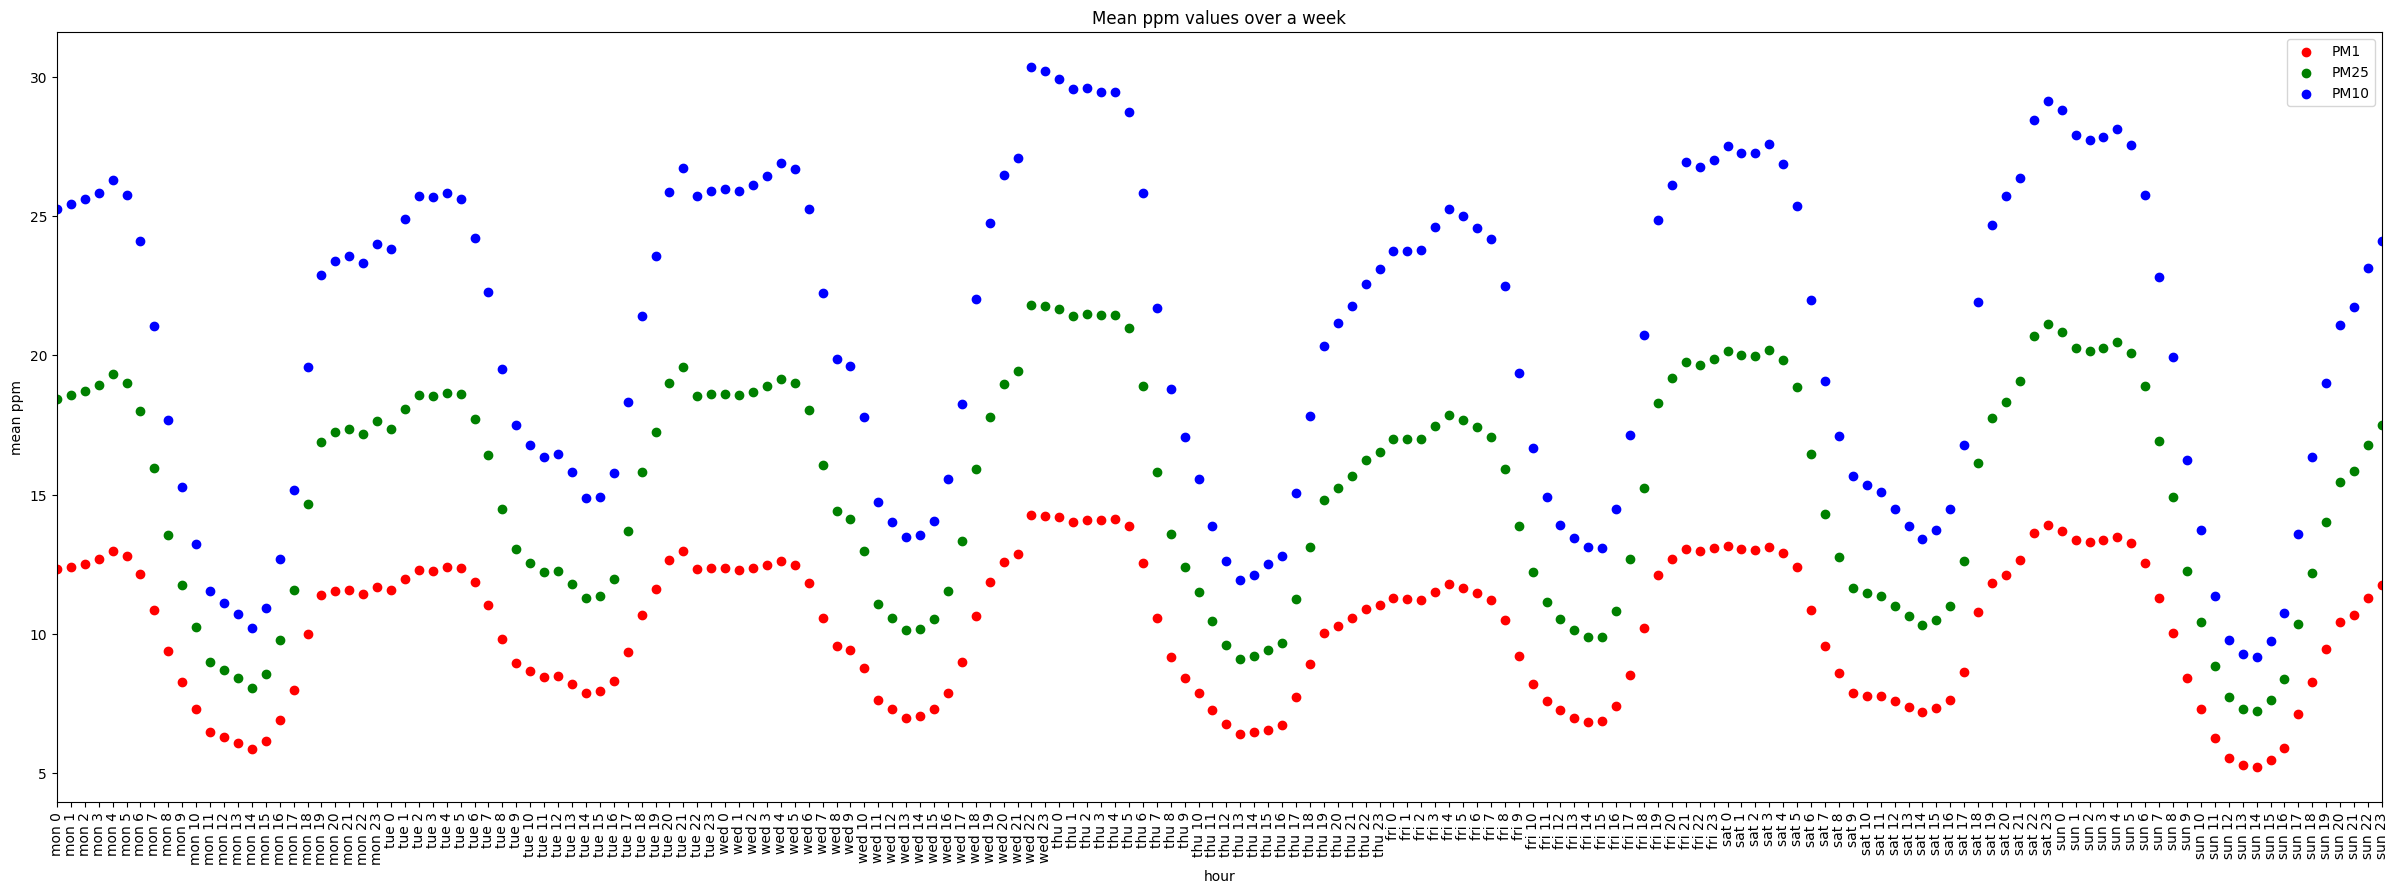 Mean ppm values over a week
PM1
PM25
PM10
30
25
20
15
10
5
mean ppm
mon 0
mon 1
mon 2
mon 3
mon 4
mon 5
mon 6
mon 7
mon 8
mon 9
mon 10
mon 11
mon 12
mon 13
mon 14
mon 15
mon 16
mon 17
mon 18
mon 19
mon 20
mon 21
mon 22
mon 23
tue 0
tue 1
tue 2
tue 3
tue 4
tue 5
tue 6
tue 7
tue 8
tue 9
tue 10
tue 11
tue 12
tue 13
tue 14
tue 15
tue 16
tue 17
tue 18
tue 19
tue 20
tue 21
tue 22
tue 23
wed 0
wed 1
wed 2
wed 3
wed 4
wed 5
wed 6
wed 7
wed 8
wed 9
wed 10
wed 11
wed 12
wed 13
wed 14
wed 15
wed 16
wed 17
wed 18
wed 19
wed 20
wed 21
wed 22
wed 23
thu 0
thu 1
thu 2
thu 3
thu 4
thu 5
thu 6
thu 7
thu 8
thu 9
thu 10
thu 11
thu 12
thu 13
thu 14
thu 15
thu 16
thu 17
thu 18
thu 19
thu 20
thu 21
thu 22
thu 23
fri 0
fri 1
fri 2
fri 3
fri 4
fri 5
fri 6
fri 7
fri 8
fri 9
fri 10
fri 11
fri 12
fri 13
fri 14
fri 15
fri 16
fri 17
fri 18
fri 19
fri 20
fri 21
fri 22
fri 23
sat 0
sat 1
sat 2
sat 3
sat 4
sat 5
sat 6
sat 7
sat 8
sat 9
sat 10
sat 11
sat 12
sat 13
sat 14
sat 15
sat 16
sat 17
sat 18
sat 19
sat 20
sat 21
sat 22
sat 23
sun 0
sun 1
sun 2
sun 3
sun 4
sun 5
sun 6
sun 7
sun 8
sun 9
sun 10
sun 11
sun 12
sun 13
sun 14
sun 15
sun 16
sun 17
sun 18
sun 19
sun 20
sun 21
sun 22
sun 23
hour